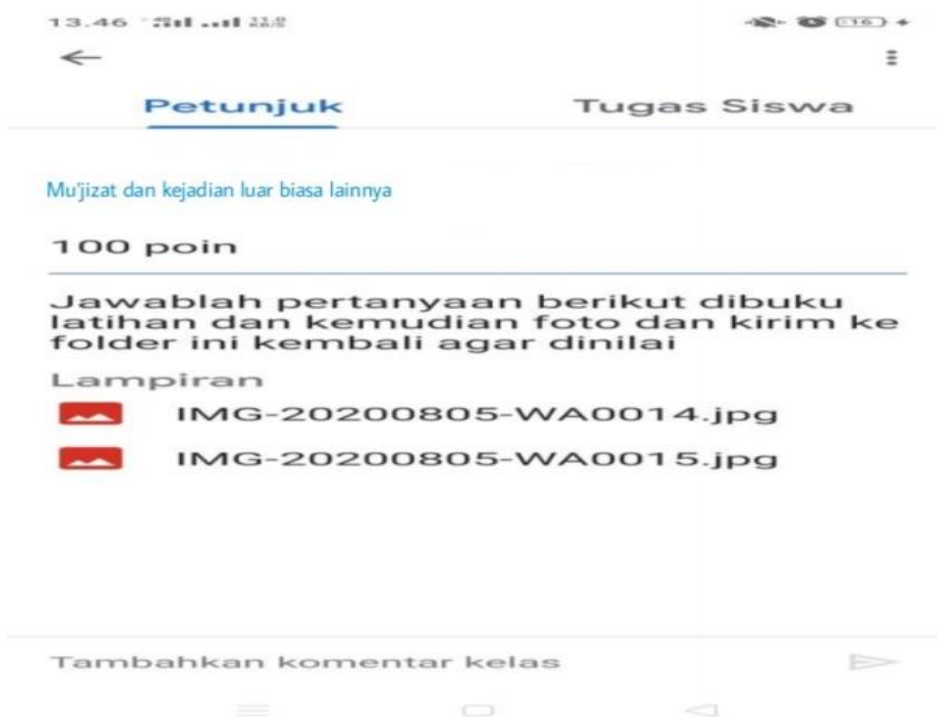 13.46
16
Petunjuk Tugas Siswa
Mu'jizat dan kejadian luar biasa lainnya
100 poin
Jawablah pertanyaan berikut dibuku
latihan dan kemudian foto dan kirim ke
folder ini kembali agar dinilai
Lampiran
IMG-20200805-WA0014.jpg
IMG-20200805-WA0015.jpg
Tambahkan komentar kelas